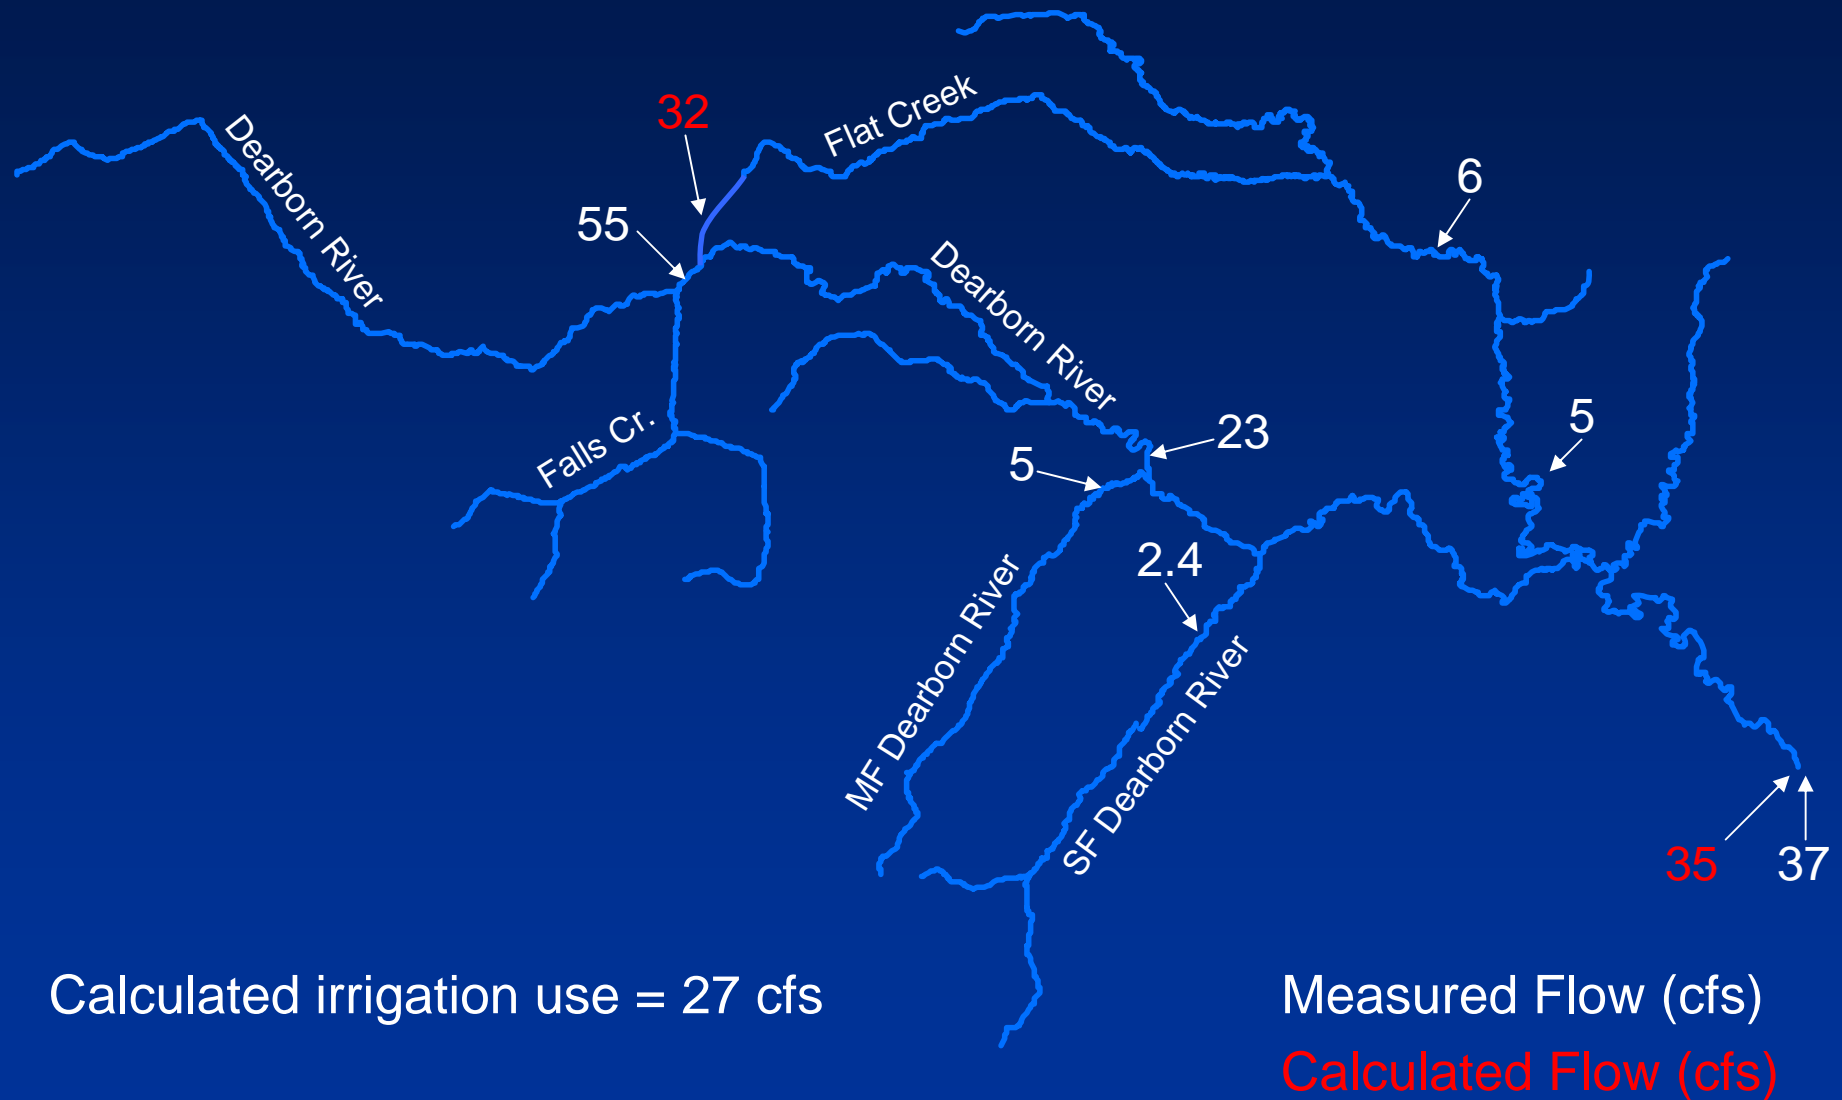 Flat Creek
32
Dearborn River
6
55
Dearborn River
5
23
Falls Cr.
5
2.4
MF Dearborn River
SF Dearborn River
35
37
Calculated irrigation use = 27 cfs
Measured Flow (cfs)
Calculated Flow (cfs)